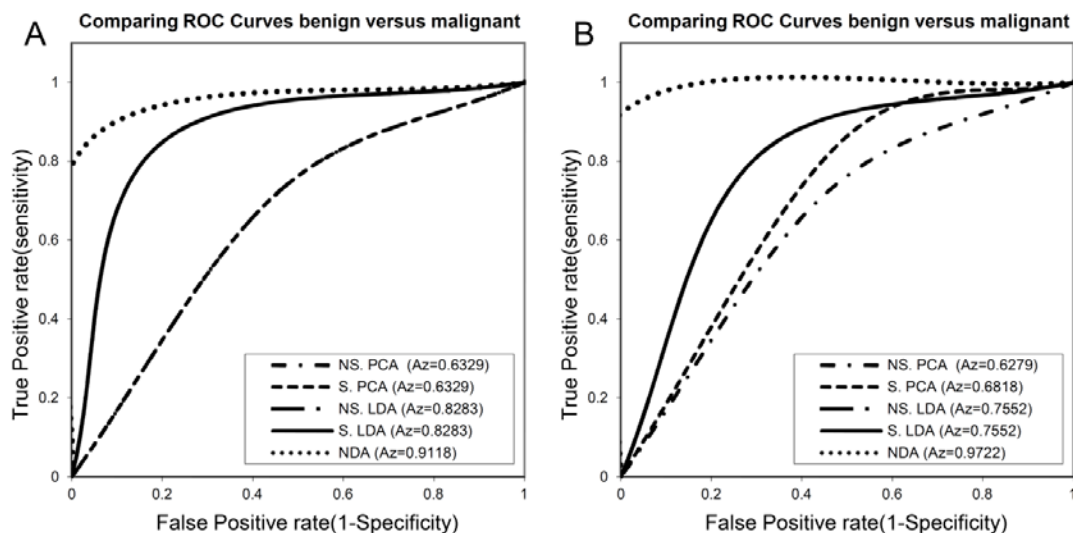 A
Comparing ROC Curves benign versus malignant
True Positive rate(sensitivity)
1
0.8
0.6
0.4
0.2
0
0
0.2
0.4
0.6
0.8
1
False Positive rate(1-Specificity)
NS. PCA (Az=0.6329)
S. PCA (Az=0.6329)
NS. LDA (Az=0.8283)
S. LDA (Az=0.8283)
NDA (Az=0.9118)
B
Comparing ROC Curves benign versus malignant
True Positive rate(sensitivity)
1
0.8
0.6
0.4
0.2
0
0
0.2
0.4
0.6
0.8
1
False Positive rate(1-Specificity)
NS. PCA (Az=0.6279)
S. PCA (Az=0.6818)
NS. LDA (Az=0.7552)
S. LDA (Az=0.7552)
NDA (Az=0.9722)